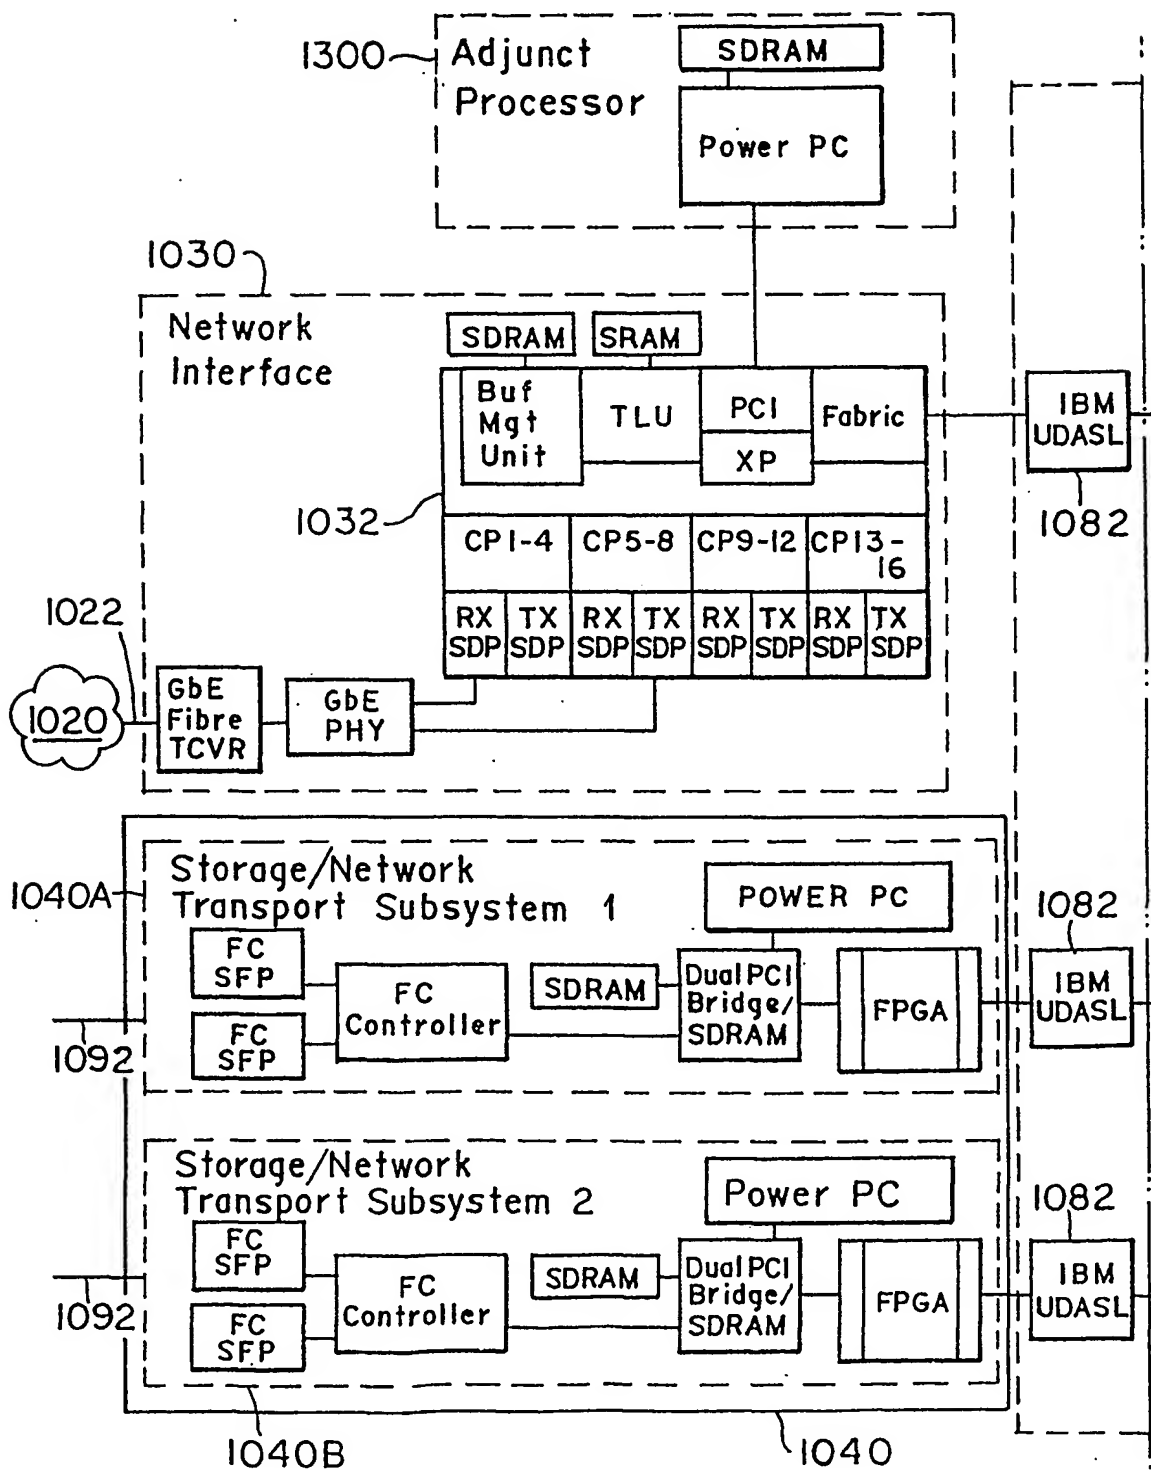 1300
Adjunct
Processor
SDRAM
Power PC
1030
Network
Interface
SDRAM
SRAM
Buf
Mgt
Unit
TLU
PCI
XP
Fabric
IBM
UDASL
1082
1032
CP1-4
CP5-8
CP9-12
CP13-
16
RX
SDP
TX
SDP
RX
SDP
TX
SDP
RX
SDP
TX
SDP
RX
SDP
TX
SDP
1022
1020
GbE
Fibre
TCVR
GbE
PHY
1040A
Storage/Network
Transport Subsystem 1
POWER PC
FC
SFP
FC
SFP
FC
Controller
SDRAM
Dual PCI
Bridge/
SDRAM
FPGA
1082
IBM
UDASL
1092
Storage/Network
Transport Subsystem 2
Power PC
FC
SFP
FC
SFP
FC
Controller
SDRAM
Dual PCI
Bridge/
SDRAM
FPGA
1082
IBM
UDASL
1092
1040B
1040